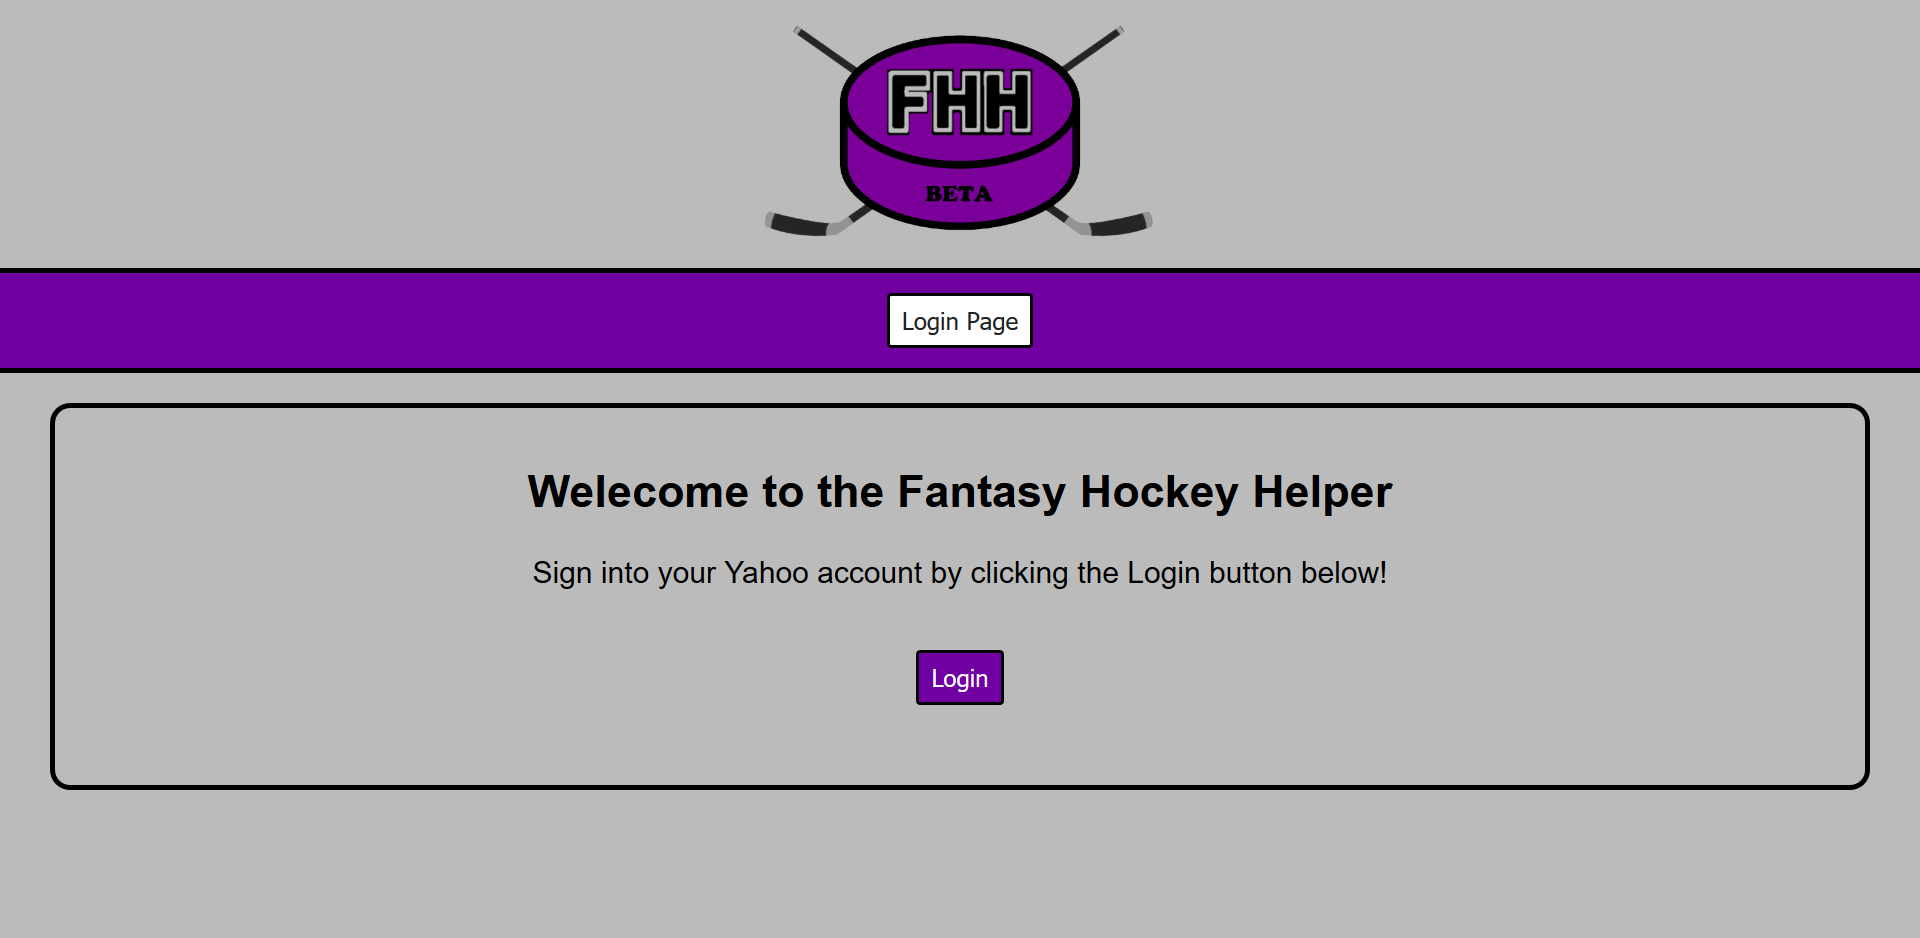 FHH
BETA
Login Page
Welecome to the Fantasy Hockey Helper
Sign into your Yahoo account by clicking the Login button below!
Login